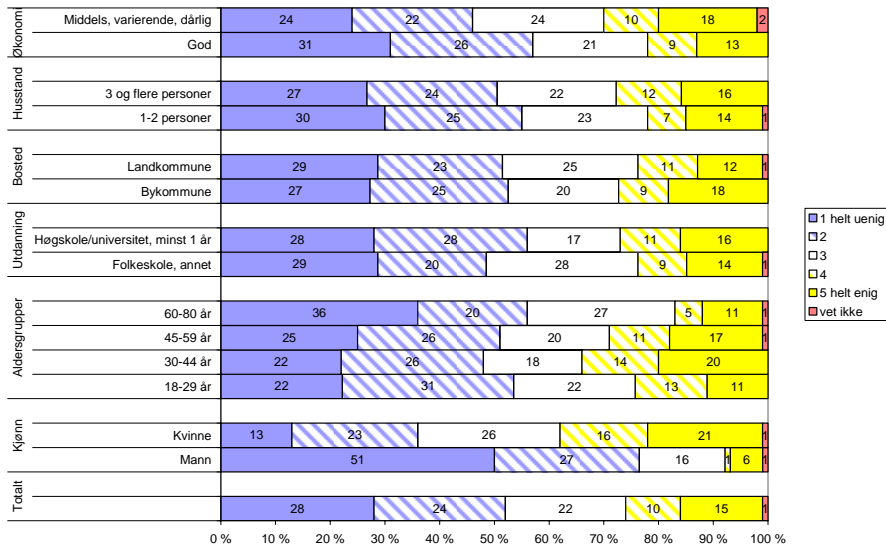 Økonomi
Middels, varierende, dårlig 24 22 24 10 18 2
God 31 26 21 9 13
Husstand
3 og flere personer 27 24 22 12 16
1-2 personer 30 25 23 7 14 1
Bosted
Landkommune 29 23 25 11 12 1
Bykommune 27 25 20 9 18
Utdanning
Høgskole/universitet, minst 1 år 28 28 17 11 16
Folkeskole, annet 29 20 28 9 14 1
Aldersgrupper
60-80 år 36 20 27 5 11 1
45-59 år 25 26 20 11 17 1
30-44 år 22 26 18 14 20
18-29 år 22 31 22 13 11
Kjønn
Kvinne 13 23 26 16 21 1
Mann 51 27 16 1 6 1
Totalt
28 24 22 10 15 1
0 % 10 % 20 % 30 % 40 % 50 % 60 % 70 % 80 % 90 % 100 %
1 helt uenig
2
3
4
5 helt enig
vet ikke